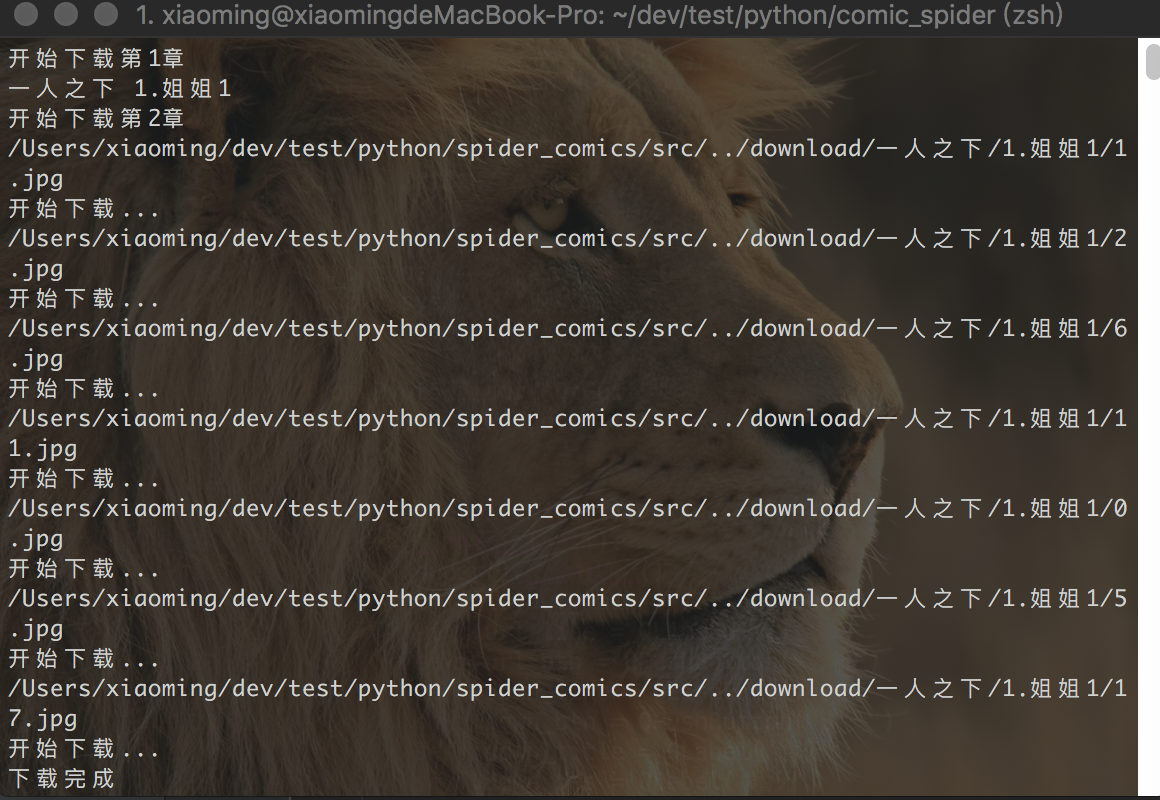 1. xiaoming@xiaomingdeMacBook-Pro: ~/dev/test/python/comic_spider (zsh)
开始下载第1章
一人之下 1.姐姐1
开始下载第2章
/Users/xiaoming/dev/test/python/spider_comics/src/../download/一人之下/1.姐姐1/1
.jpg
开始下载...
/Users/xiaoming/dev/test/python/spider_comics/src/../download/一人之下/1.姐姐1/2
.jpg
开始下载...
/Users/xiaoming/dev/test/python/spider_comics/src/../download/一人之下/1.姐姐1/6
.jpg
开始下载...
/Users/xiaoming/dev/test/python/spider_comics/src/../download/一人之下/1.姐姐1/1
1.jpg
开始下载...
/Users/xiaoming/dev/test/python/spider_comics/src/../download/一人之下/1.姐姐1/0
.jpg
开始下载...
/Users/xiaoming/dev/test/python/spider_comics/src/../download/一人之下/1.姐姐1/5
.jpg
开始下载...
/Users/xiaoming/dev/test/python/spider_comics/src/../download/一人之下/1.姐姐1/1
7.jpg
开始下载...
下载完成